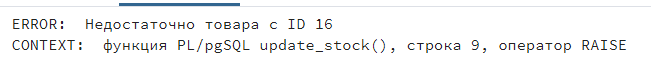 ERROR:  Недостаточно товара с ID 16
CONTEXT:  функция PL/pgSQL update_stock(), строка 9, оператор RAISE